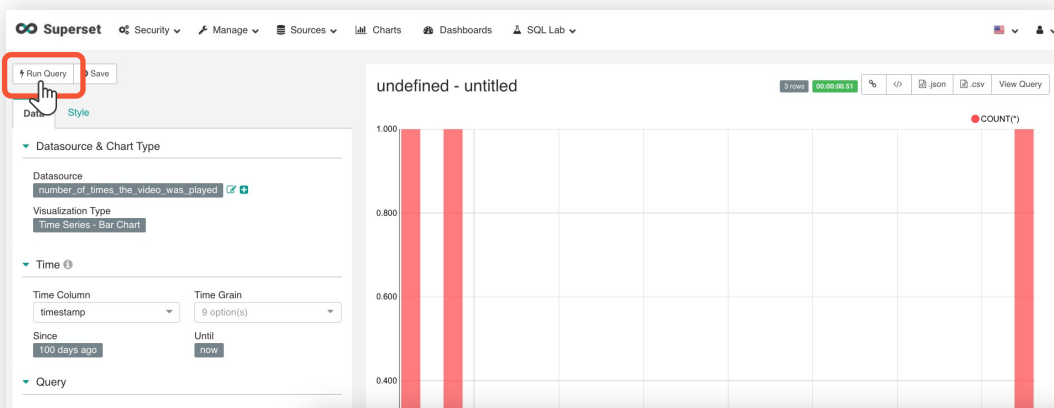 Superset Security Manage Sources Charts Dashboards SQL Lab
Run Query Save
Data Style
Datasource & Chart Type
Datasource
number_of_times_the_video_was_played
Visualization Type
Time Series - Bar Chart
Time
Time Column Time Grain
timestamp 9 option(s)
Since Until
100 days ago now
Query
undefined - untitled
3 rows 00:00:00.51 </> .json .csv View Query
COUNT(*)
1.000
0.800
0.600
0.400